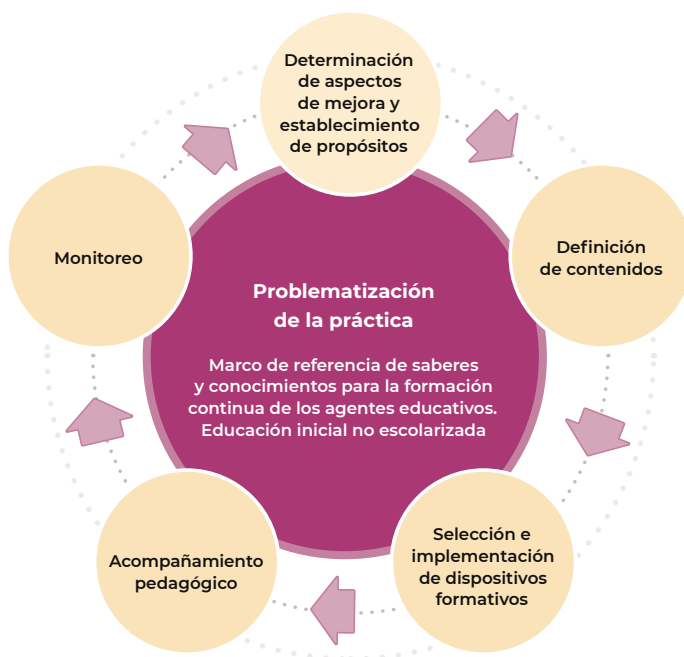 Determinación
de aspectos
de mejora y
establecimiento
de propósitos
Definición
de contenidos
Selección e
implementación
de dispositivos
formativos
Acompañamiento
pedagógico
Monitoreo
Problematización
de la práctica
Marco de referencia de saberes
y conocimientos para la formación
continua de los agentes educativos.
Educación inicial no escolarizada